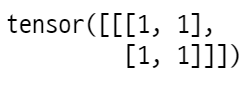 tensor([[[1, 1],
         [1, 1]]])